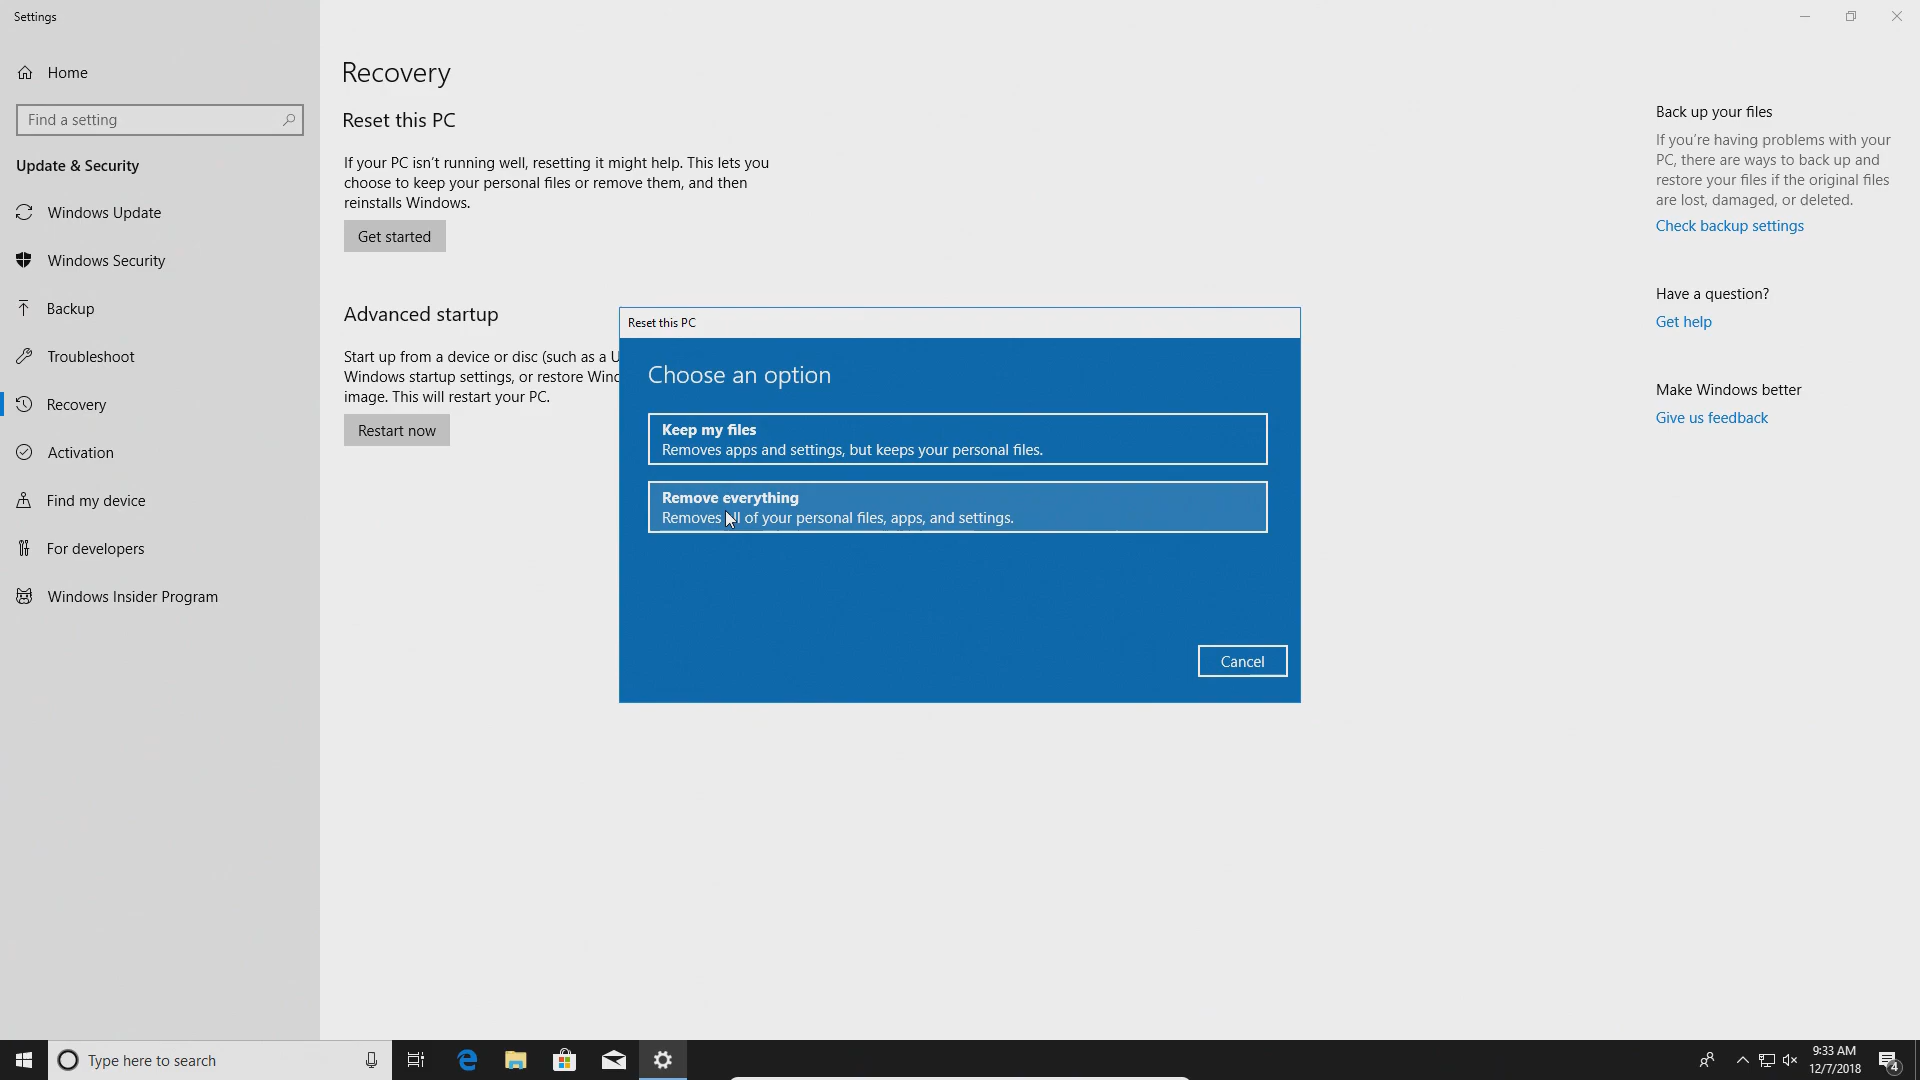 Settings
Home
Find a setting
Update & Security
Windows Update
Windows Security
Backup
Troubleshoot
Recovery
Activation
Find my device
For developers
Windows Insider Program
Recovery
Reset this PC
If your PC isn't running well, resetting it might help. This lets you
choose to keep your personal files or remove them, and then
reinstalls Windows.
Get started
Advanced startup
Start up from a device or disc (such as a U
Windows startup settings, or restore Wind
image. This will restart your PC.
Restart now
Reset this PC
Choose an option
Keep my files
Removes apps and settings, but keeps your personal files.
Remove everything
Removes all of your personal files, apps, and settings.
Cancel
Back up your files
If you're having problems with your
PC, there are ways to back up and
restore your files if the original files
are lost, damaged, or deleted.
Check backup settings
Have a question?
Get help
Make Windows better
Give us feedback
Type here to search
9:33 AM
12/7/2018
4